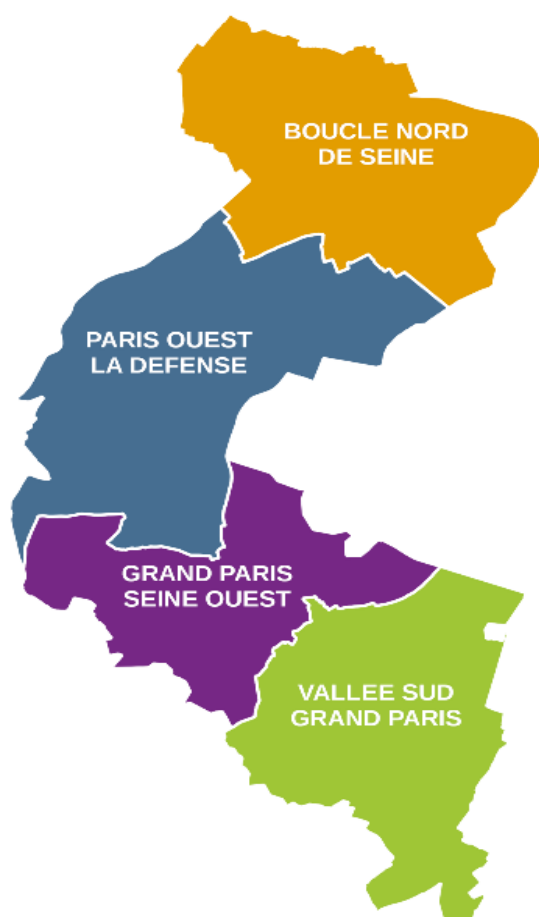 BOUCLE NORD
DE SEINE
PARIS OUEST
LA DEFENSE
GRAND PARIS
SEINE OUEST
VALLEE SUD
GRAND PARIS